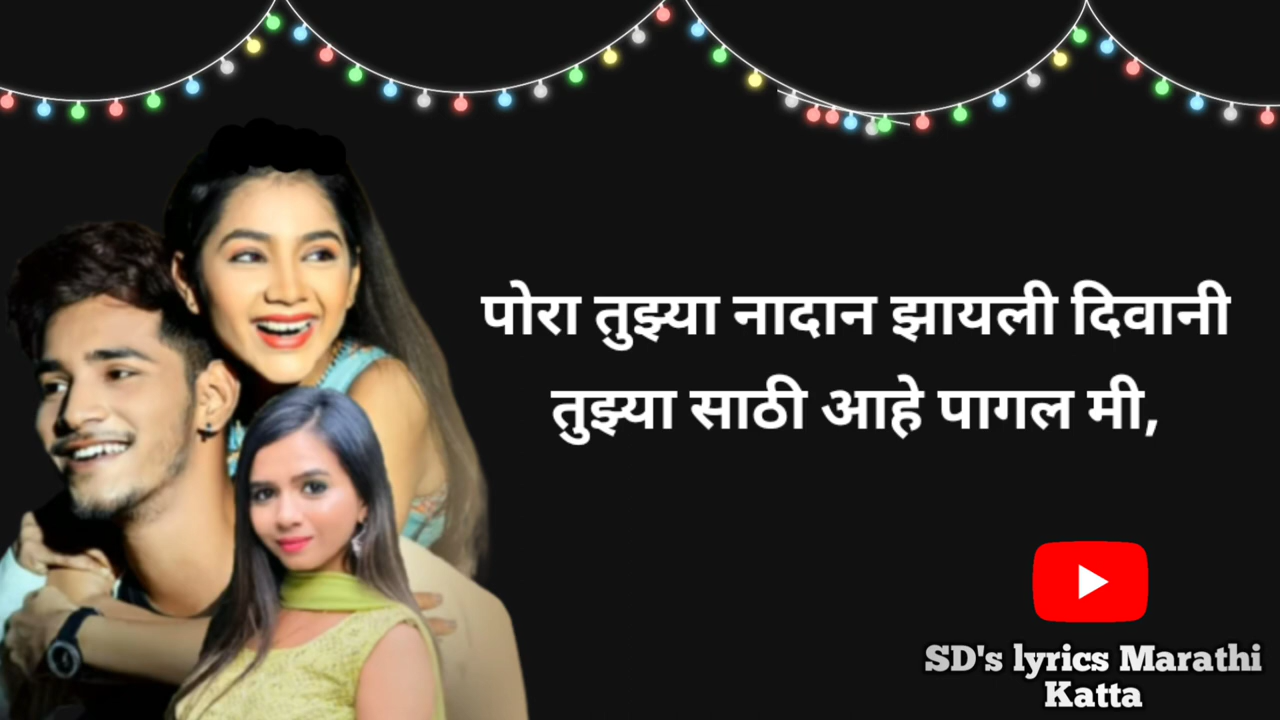 पोरा तुझ्या नादान झायली दिवानी
तुझ्या साठी आहे पागल मी,
SD's lyrics Marathi
Katta